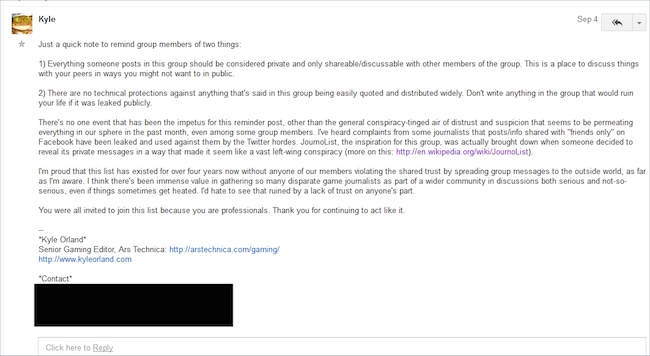 Kyle
Sep 4
Just a quick note to remind group members of two things:
1) Everything someone posts in this group should be considered private and only shareable/discussable with other members of the group. This is a place to discuss things
with your peers in ways you might not want to in public.
2) There are no technical protections against anything that's said in this group being easily quoted and distributed widely. Don't write anything in the group that would ruin
your life if it was leaked publicly.
There's no one event that has been the impetus for this reminder post, other than the general conspiracy-tinged air of distrust and suspicion that seems to be permeating
everything in our sphere in the past month, even among some group members. I've heard complaints from some journalists that posts/info shared with "friends only" on
Facebook have been leaked and used against them by the Twitter hordes. JournoList, the inspiration for this group, was actually brought down when someone decided to
reveal its private messages in a way that made it seem like a vast left-wing conspiracy (more on this: http://en.wikipedia.org/wiki/JournoList).
I'm proud that this list has existed for over four years now without anyone of our members violating the shared trust by spreading group messages to the outside world, as far
as I'm aware. I think there's been immense value in gathering so many disparate game journalists as part of a wider community in discussions both serious and not-so-
serious, even if things sometimes get heated. I'd hate to see that ruined by a lack of trust on anyone's part.
You were all invited to join this list because you are professionals. Thank you for continuing to act like it.
--
*Kyle Orland*
Senior Gaming Editor, Ars Technica: http://arstechnica.com/gaming/
http://www.kyleorland.com
*Contact*
Click here to Reply